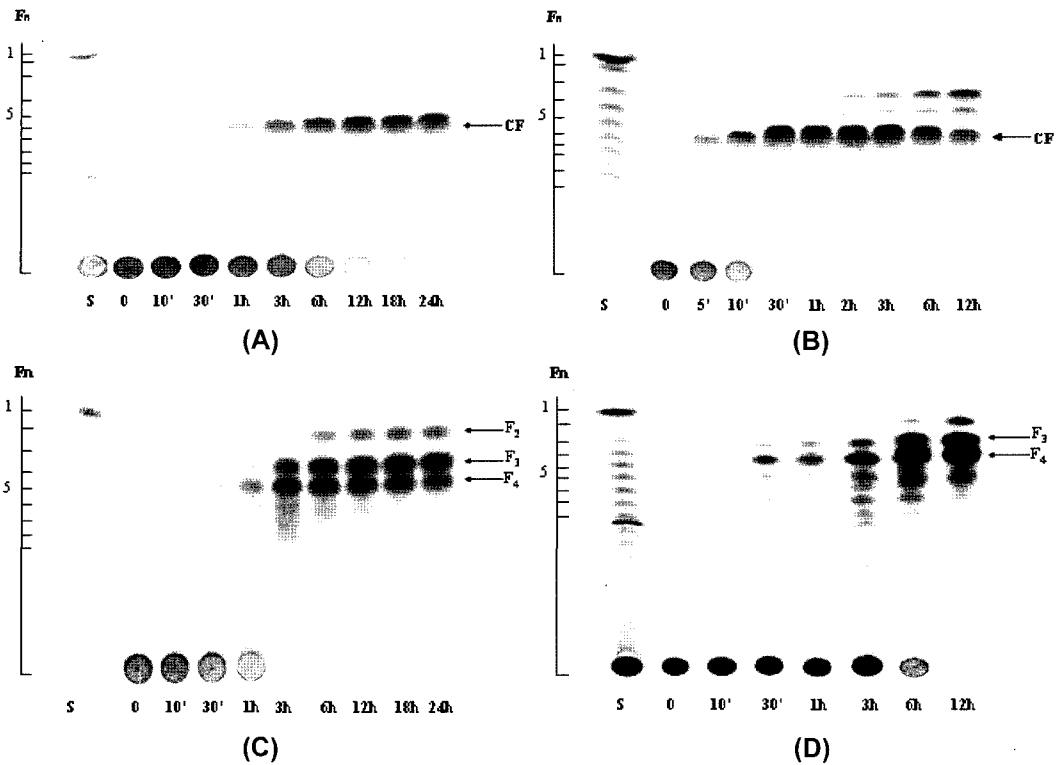 Fn
1
5
CF
S 0 10' 30' 1h 3h 6h 12h 18h 24h
(A)
Fn
1
5
CF
S 0 5' 10' 30' 1h 2h 3h 6h 12h
(B)
Fn
1
5
F2
F3
F4
S 0 10' 30' 1h 3h 6h 12h 18h 24h
(C)
Fn
1
5
F3
F4
S 0 10' 30' 1h 3h 6h 12h
(D)